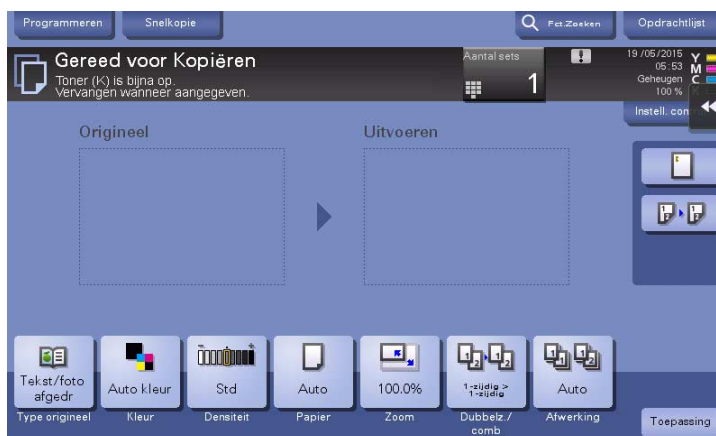 Programmeren
Snelkopie
Fct.Zoeken
Opdrachtlijst
Gereed voor Kopiëren
Toner (K) is bijna op.
Vervangen wanneer aangegeven.
Aantal sets
1
19/05/2015
05:53
Geheugen
100 %
Y
M
C
K
Instell. con
Origineel
Uitvoeren
Tekst/foto
afgedr
Auto kleur
Std
Auto
100.0%
1-zijdig >
1-zijdig
Auto
Type origineel
Kleur
Densiteit
Papier
Zoom
Dubbelz./
comb
Afwerking
Toepassing